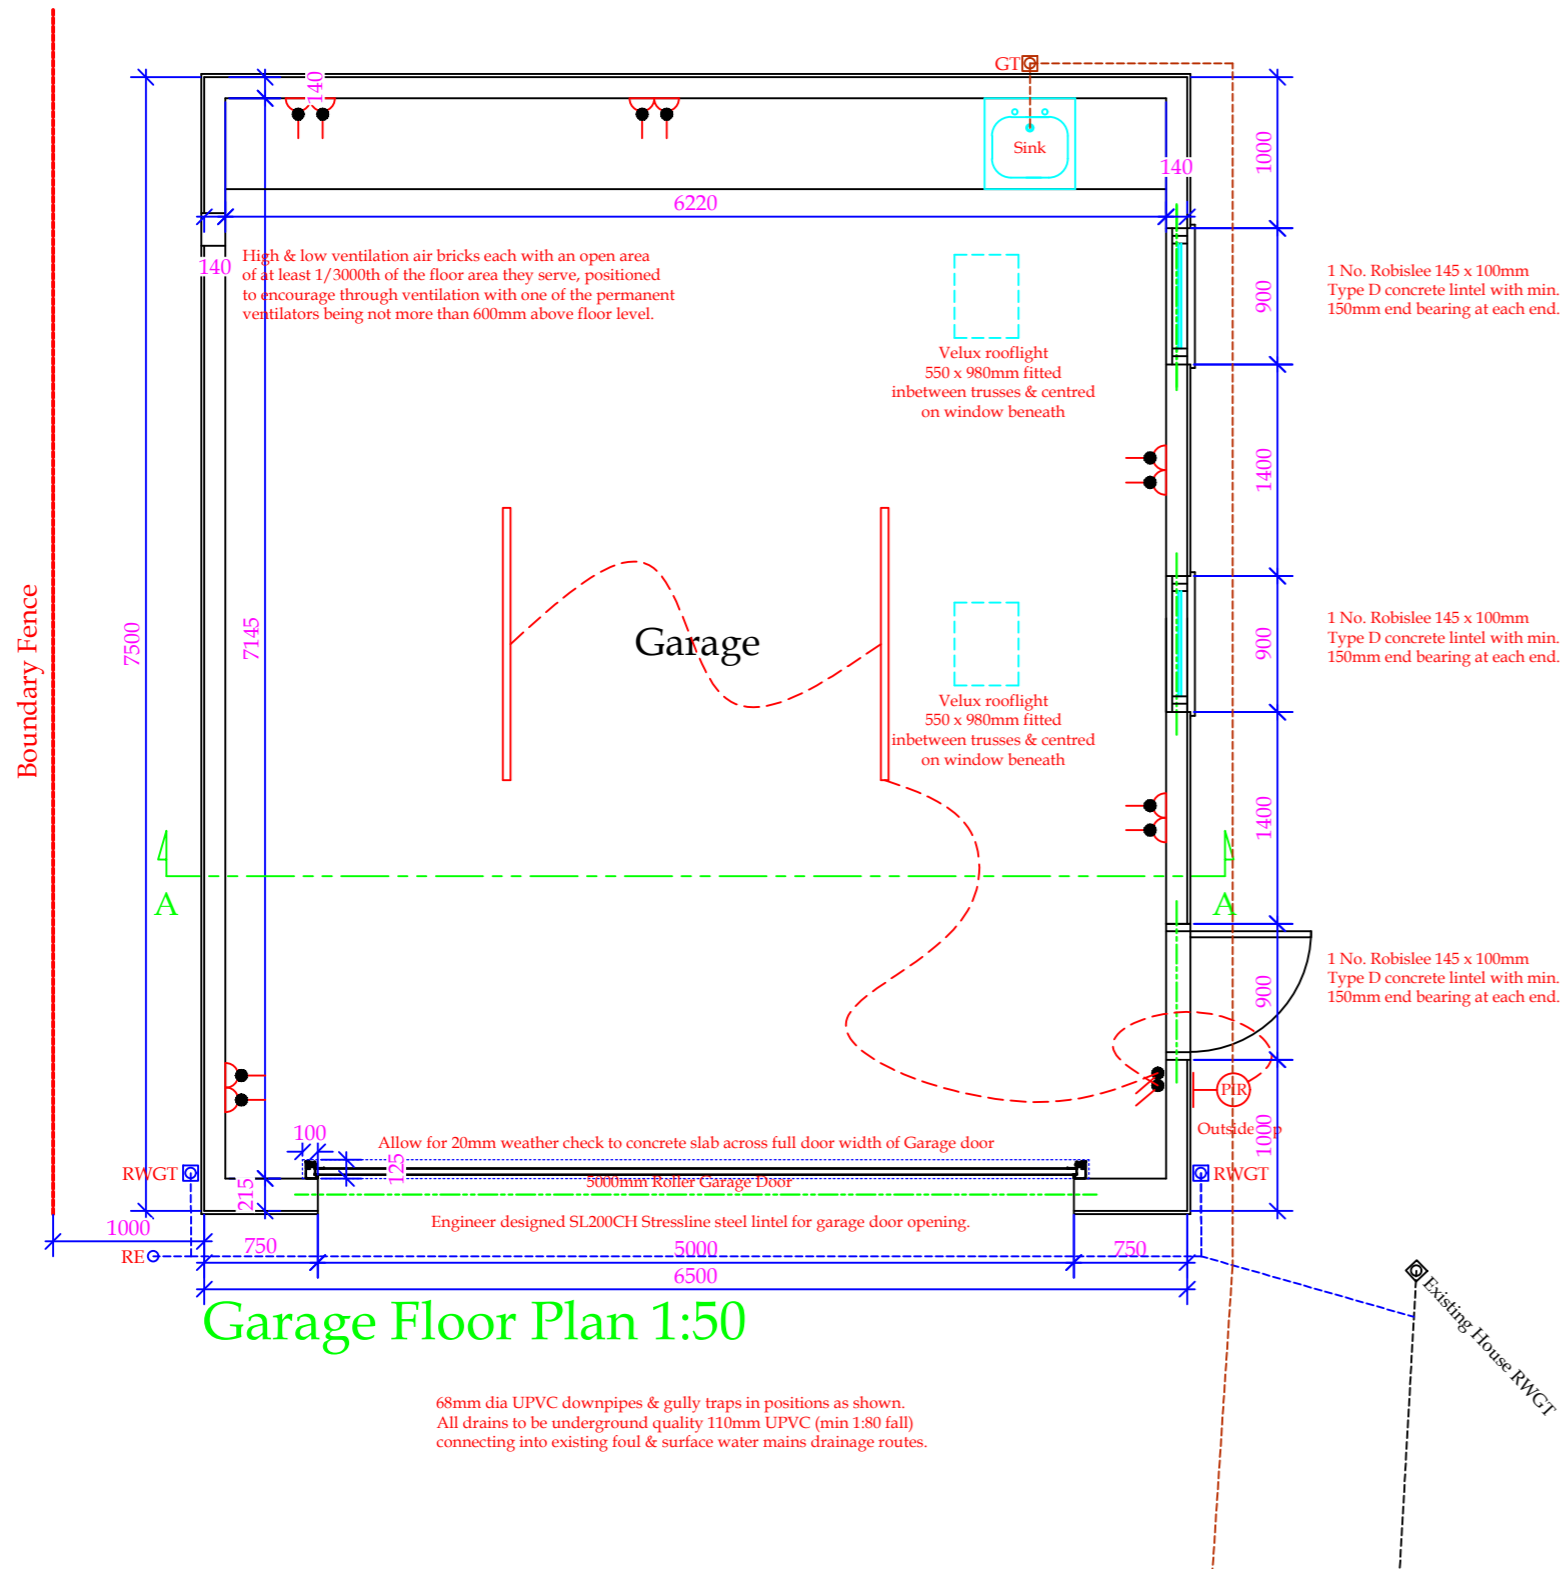 GT
140
1000
Sink
140
6220
High & low ventilation air bricks each with an open area
of at least 1/3000th of the floor area they serve, positioned
to encourage through ventilation with one of the permanent
ventilators being not more than 600mm above floor level.
140
900
1 No. Robislee 145 x 100mm
Type D concrete lintel with min.
150mm end bearing at each end.
Velux rooflight
550 x 980mm fitted
inbetween trusses & centred
on window beneath
1400
Boundary Fence
7500
7145
Garage
900
1 No. Robislee 145 x 100mm
Type D concrete lintel with min.
150mm end bearing at each end.
Velux rooflight
550 x 980mm fitted
inbetween trusses & centred
on window beneath
1400
A
A
900
1 No. Robislee 145 x 100mm
Type D concrete lintel with min.
150mm end bearing at each end.
PIR
Outside
1000
100
Allow for 20mm weather check to concrete slab across full door width of Garage door
125
RWGT
RWGT
5000mm Roller Garage Door
215
Engineer designed SL200CH Stressline steel lintel for garage door opening.
1000
RE
750
5000
750
6500
Garage Floor Plan 1:50
Existing House RWGT
68mm dia UPVC downpipes & gully traps in positions as shown.
All drains to be underground quality 110mm UPVC (min 1:80 fall)
connecting into existing foul & surface water mains drainage routes.